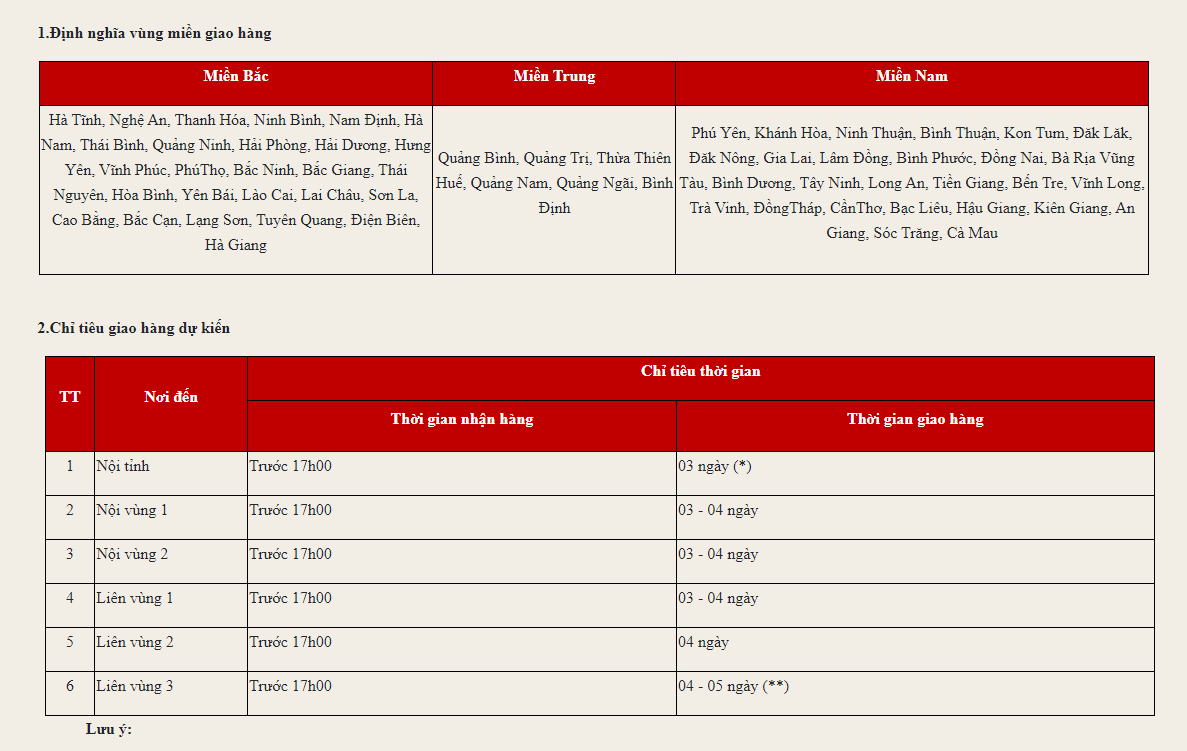 1.Định nghĩa vùng miền giao hàng
Miền Bắc
Miền Trung
Miền Nam
Hà Tĩnh, Nghệ An, Thanh Hóa, Ninh Bình, Nam Định, Hà
Nam, Thái Bình, Quảng Ninh, Hải Phòng, Hải Dương, Hưng
Yên, Vĩnh Phúc, PhúThọ, Bắc Ninh, Bắc Giang, Thái
Nguyên, Hòa Bình, Yên Bái, Lào Cai, Lai Châu, Sơn La,
Cao Bằng, Bắc Cạn, Lạng Sơn, Tuyên Quang, Điện Biên,
Hà Giang
Quảng Bình, Quảng Trị, Thừa Thiên
Huế, Quảng Nam, Quảng Ngãi, Bình
Định
Phú Yên, Khánh Hòa, Ninh Thuận, Bình Thuận, Kon Tum, Đăk Lăk,
Đăk Nông, Gia Lai, Lâm Đồng, Bình Phước, Đồng Nai, Bà Rịa Vũng
Tàu, Bình Dương, Tây Ninh, Long An, Tiền Giang, Bến Tre, Vĩnh Long,
Trà Vinh, ĐồngTháp, CầnThơ, Bạc Liêu, Hậu Giang, Kiên Giang, An
Giang, Sóc Trăng, Cà Mau
2.Chỉ tiêu giao hàng dự kiến
TT
Nơi đến
Chỉ tiêu thời gian
Thời gian nhận hàng
Thời gian giao hàng
1 Nội tỉnh Trước 17h00 03 ngày (*)
2 Nội vùng 1 Trước 17h00 03 - 04 ngày
3 Nội vùng 2 Trước 17h00 03 - 04 ngày
4 Liên vùng 1 Trước 17h00 03 - 04 ngày
5 Liên vùng 2 Trước 17h00 04 ngày
6 Liên vùng 3 Trước 17h00 04 - 05 ngày (**)
Lưu ý: